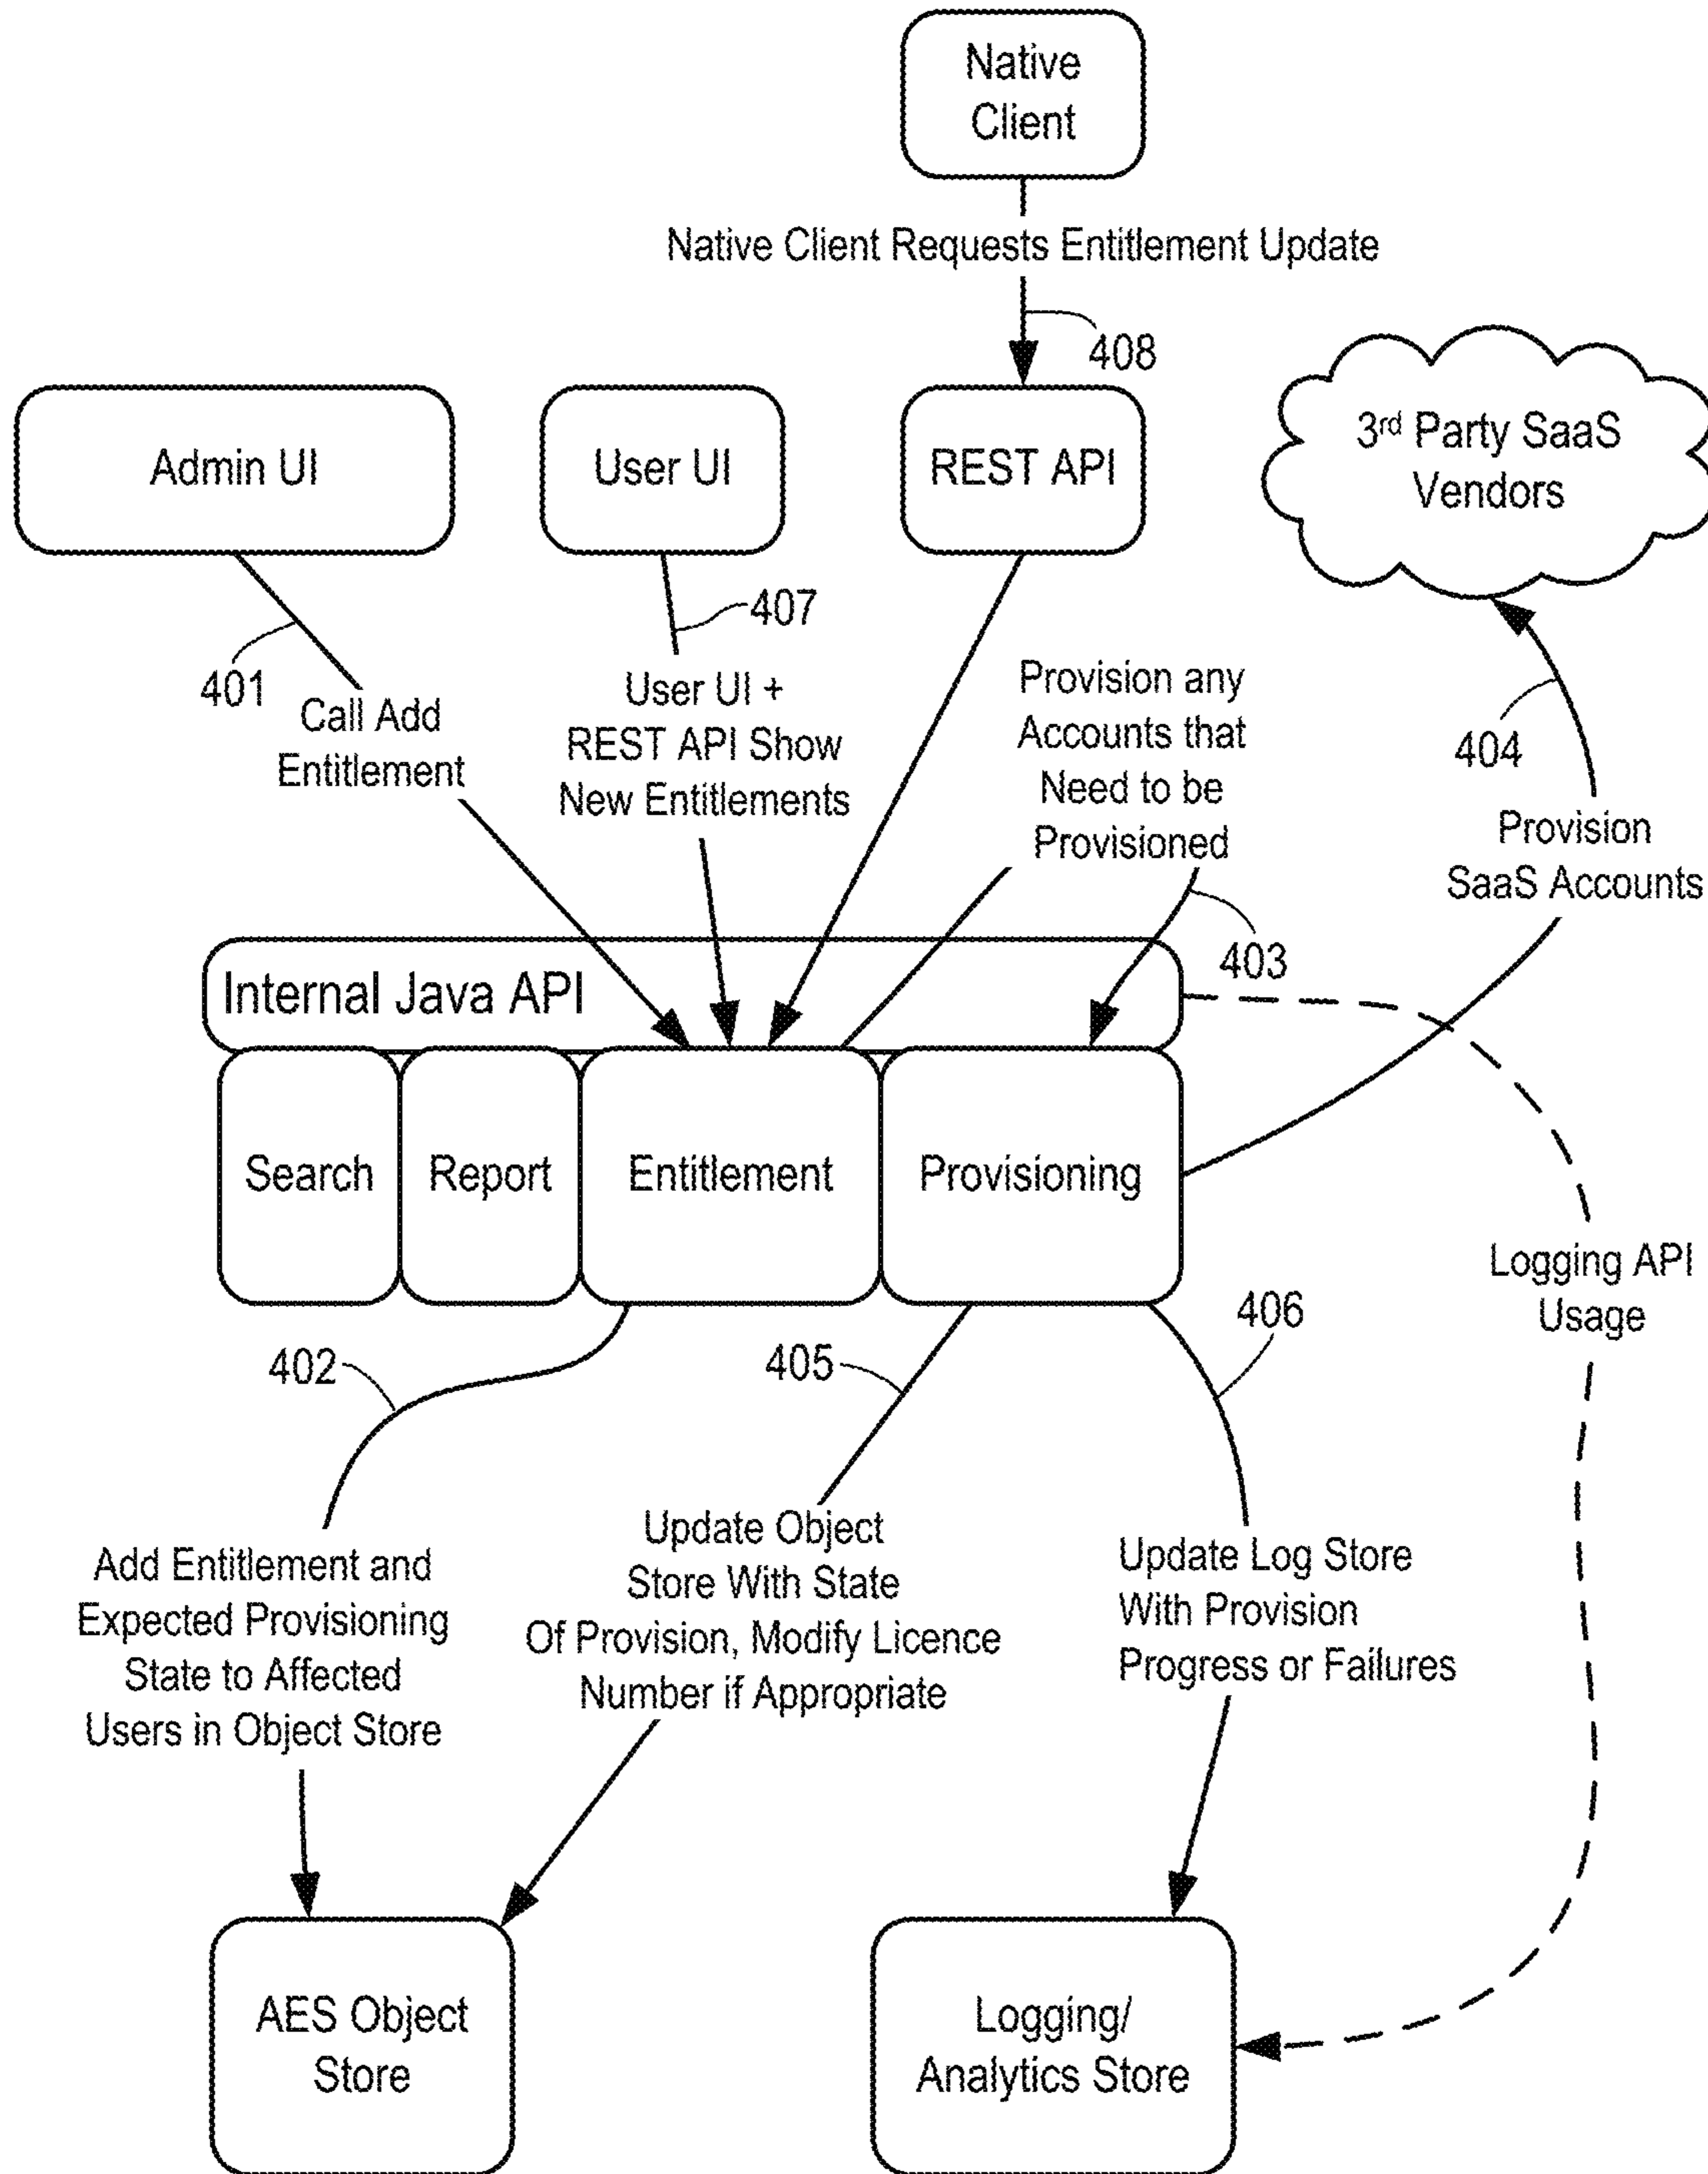 Native
Client
Native Client Requests Entitlement Update
408
Admin UI
User UI
REST API
3rd Party SaaS
Vendors
401
Call Add
Entitlement
407
User UI +
REST API Show
New Entitlements
Provision any
Accounts that
Need to be
Provisioned
403
404
Provision
SaaS Accounts
Internal Java API
Search
Report
Entitlement
Provisioning
Logging API
Usage
402
405
406
Add Entitlement and
Expected Provisioning
State to Affected
Users in Object Store
Update Object
Store With State
Of Provision, Modify Licence
Number if Appropriate
Update Log Store
With Provision
Progress or Failures
AES Object
Store
Logging/
Analytics Store